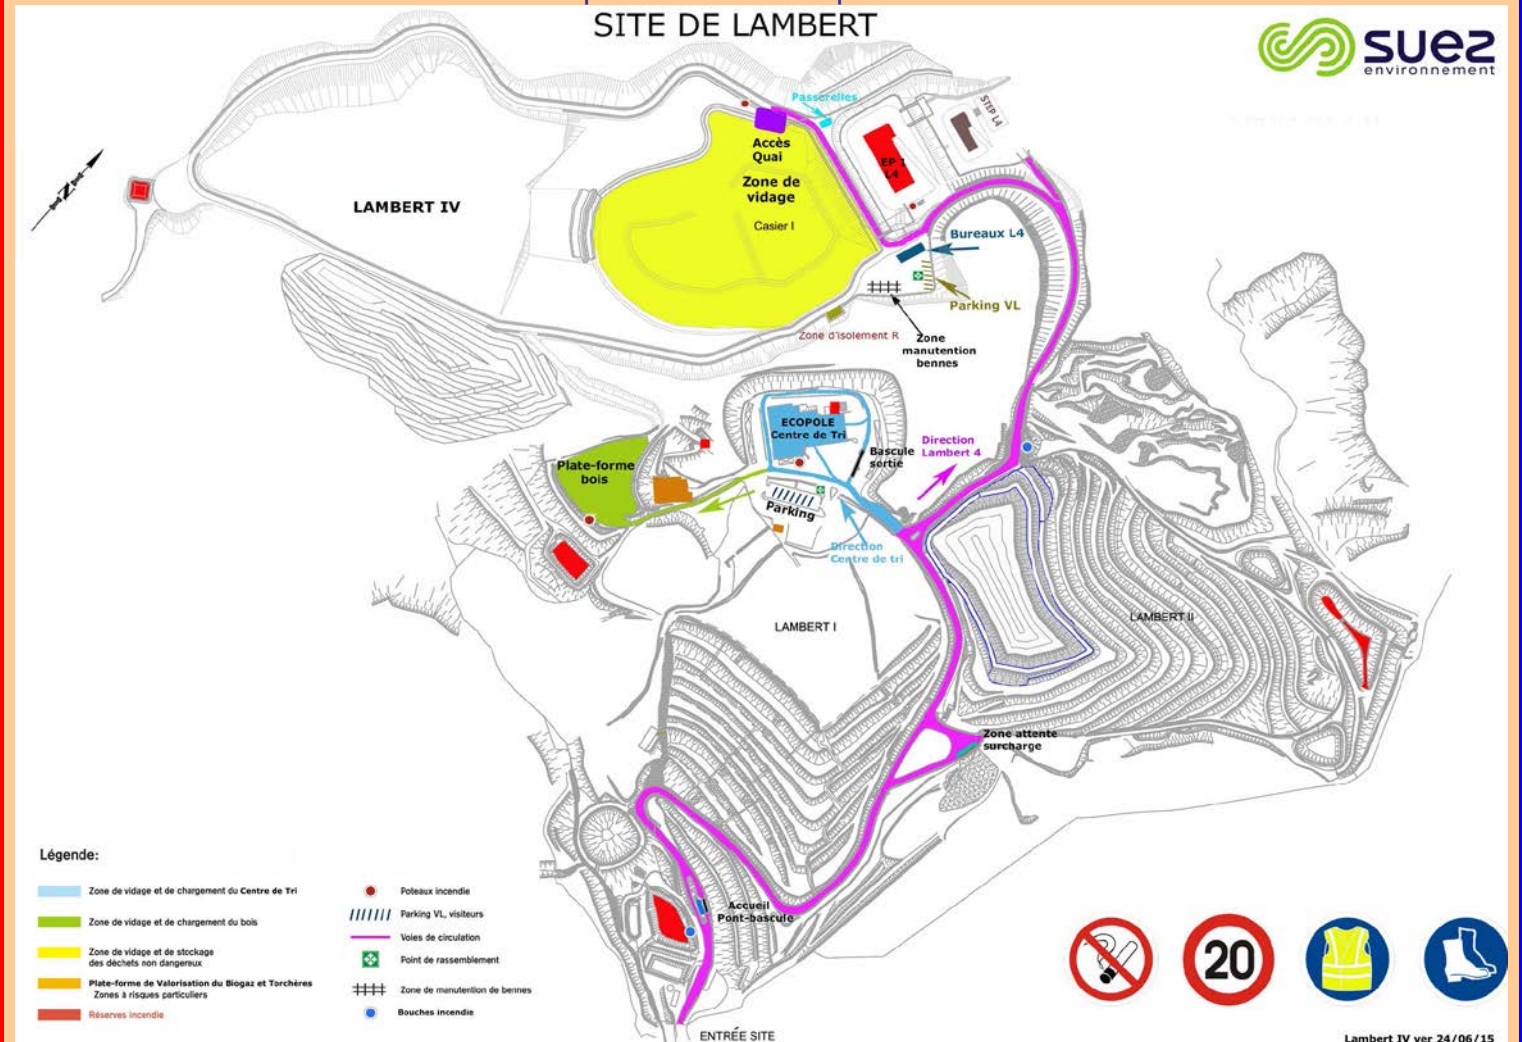 SITE DE LAMBERT
suez
environnement
Passerelles
STEP L4
Accès
Quai
EP 1
L4
Zone de
vidage
LAMBERT IV
Casier I
Bureaux L4
Parking VL
Zone d'isolement R
Zone
manutention
bennes
ECOPOLE
Centre de Tri
Direction
Lambert 4
Bascule
sortie
Plate-forme
bois
Parking
Direction
Centre de tri
LAMBERT I
LAMBERT II
Zone attente
surcharge
Accueil
Pont-bascule
ENTRÉE SITE
Légende:
Zone de vidage et de chargement du Centre de Tri
Zone de vidage et de chargement du bois
Zone de vidage et de stockage
des déchets non dangereux
Plate-forme de Valorisation du Biogaz et Torchères
Zones à risques particuliers
Réserves incendie
Poteaux incendie
Parking VL, visiteurs
Voies de circulation
Point de rassemblement
Zone de manutention de bennes
Bouches incendie
20
Lambert IV ver 24/06/15